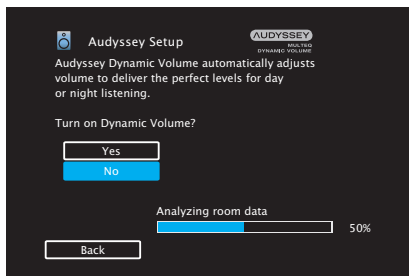 Audyssey Setup
AUDYSSEY
MULTEQ
DYNAMIC VOLUME
Audyssey Dynamic Volume automatically adjusts
volume to deliver the perfect levels for day
or night listening.
Turn on Dynamic Volume?
Yes
No
Analyzing room data
50%
Back